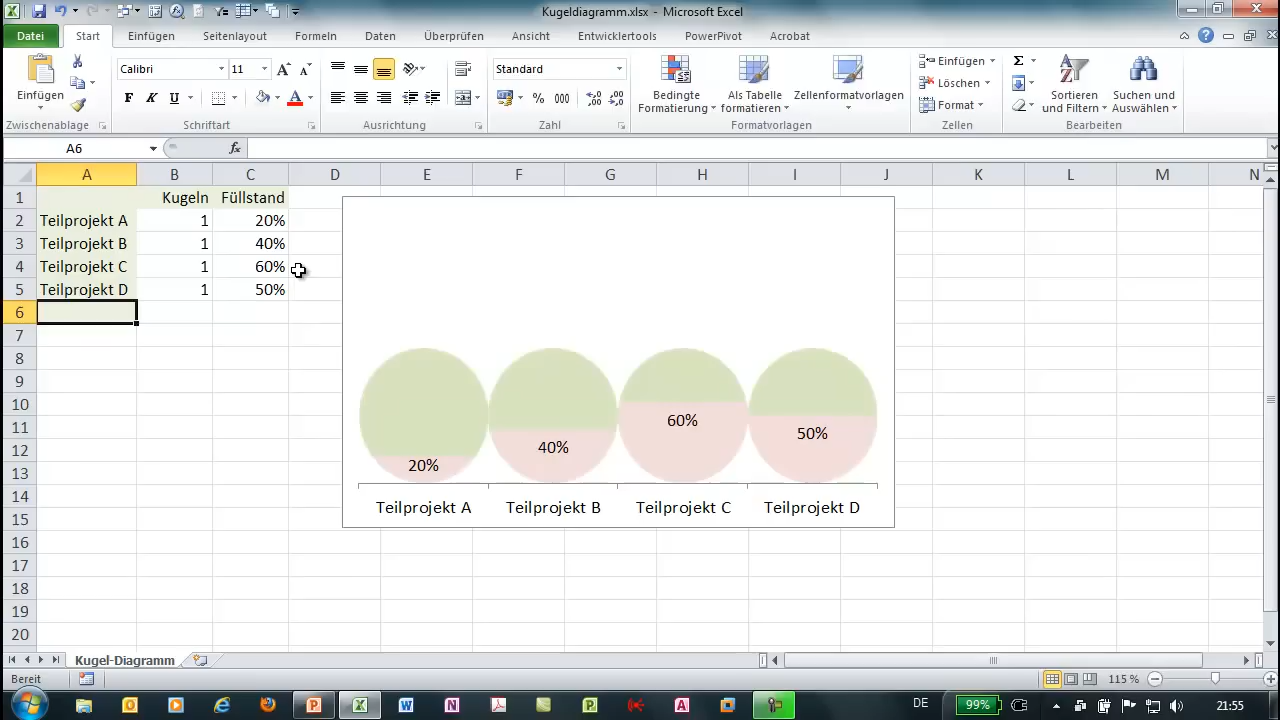 Kugeldiagramm.xlsx - Microsoft Excel
Datei Start Einfügen Seitenlayout Formeln Daten Überprüfen Ansicht Entwicklertools PowerPivot Acrobat
Calibri 11 Standard
Einfügen
F K U
% 000
Bedingte Formatierung
Als Tabelle formatieren
Zellenformatvorlagen
Einfügen
Löschen
Format
Sortieren und Filtern
Suchen und Auswählen
Zwischenablage Schriftart Ausrichtung Zahl Formatvorlagen Zellen Bearbeiten
A6 fx
A B C D E F G H I J K L M N
1 Kugeln Füllstand
2 Teilprojekt A 1 20%
3 Teilprojekt B 1 40%
4 Teilprojekt C 1 60%
5 Teilprojekt D 1 50%
6
7
8
9
10
11
12
13
14
15
16
17
18
19
20
60%
50%
40%
20%
Teilprojekt A Teilprojekt B Teilprojekt C Teilprojekt D
Kugel-Diagramm
Bereit 115 %
DE 99% 21:55